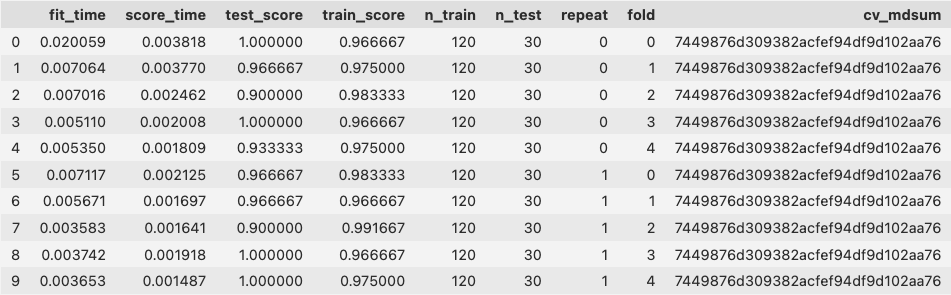 fit_time score_time test_score train_score n_train n_test repeat fold cv_mdsum
0 0.020059 0.003818 1.000000 0.966667 120 30 0 0 7449876d309382acfef94df9d102aa76
1 0.007064 0.003770 0.966667 0.975000 120 30 0 1 7449876d309382acfef94df9d102aa76
2 0.007016 0.002462 0.900000 0.983333 120 30 0 2 7449876d309382acfef94df9d102aa76
3 0.005110 0.002008 1.000000 0.966667 120 30 0 3 7449876d309382acfef94df9d102aa76
4 0.005350 0.001809 0.933333 0.975000 120 30 0 4 7449876d309382acfef94df9d102aa76
5 0.007117 0.002125 0.966667 0.983333 120 30 1 0 7449876d309382acfef94df9d102aa76
6 0.005671 0.001697 0.966667 0.966667 120 30 1 1 7449876d309382acfef94df9d102aa76
7 0.003583 0.001641 0.900000 0.991667 120 30 1 2 7449876d309382acfef94df9d102aa76
8 0.003742 0.001918 1.000000 0.966667 120 30 1 3 7449876d309382acfef94df9d102aa76
9 0.003653 0.001487 1.000000 0.975000 120 30 1 4 7449876d309382acfef94df9d102aa76